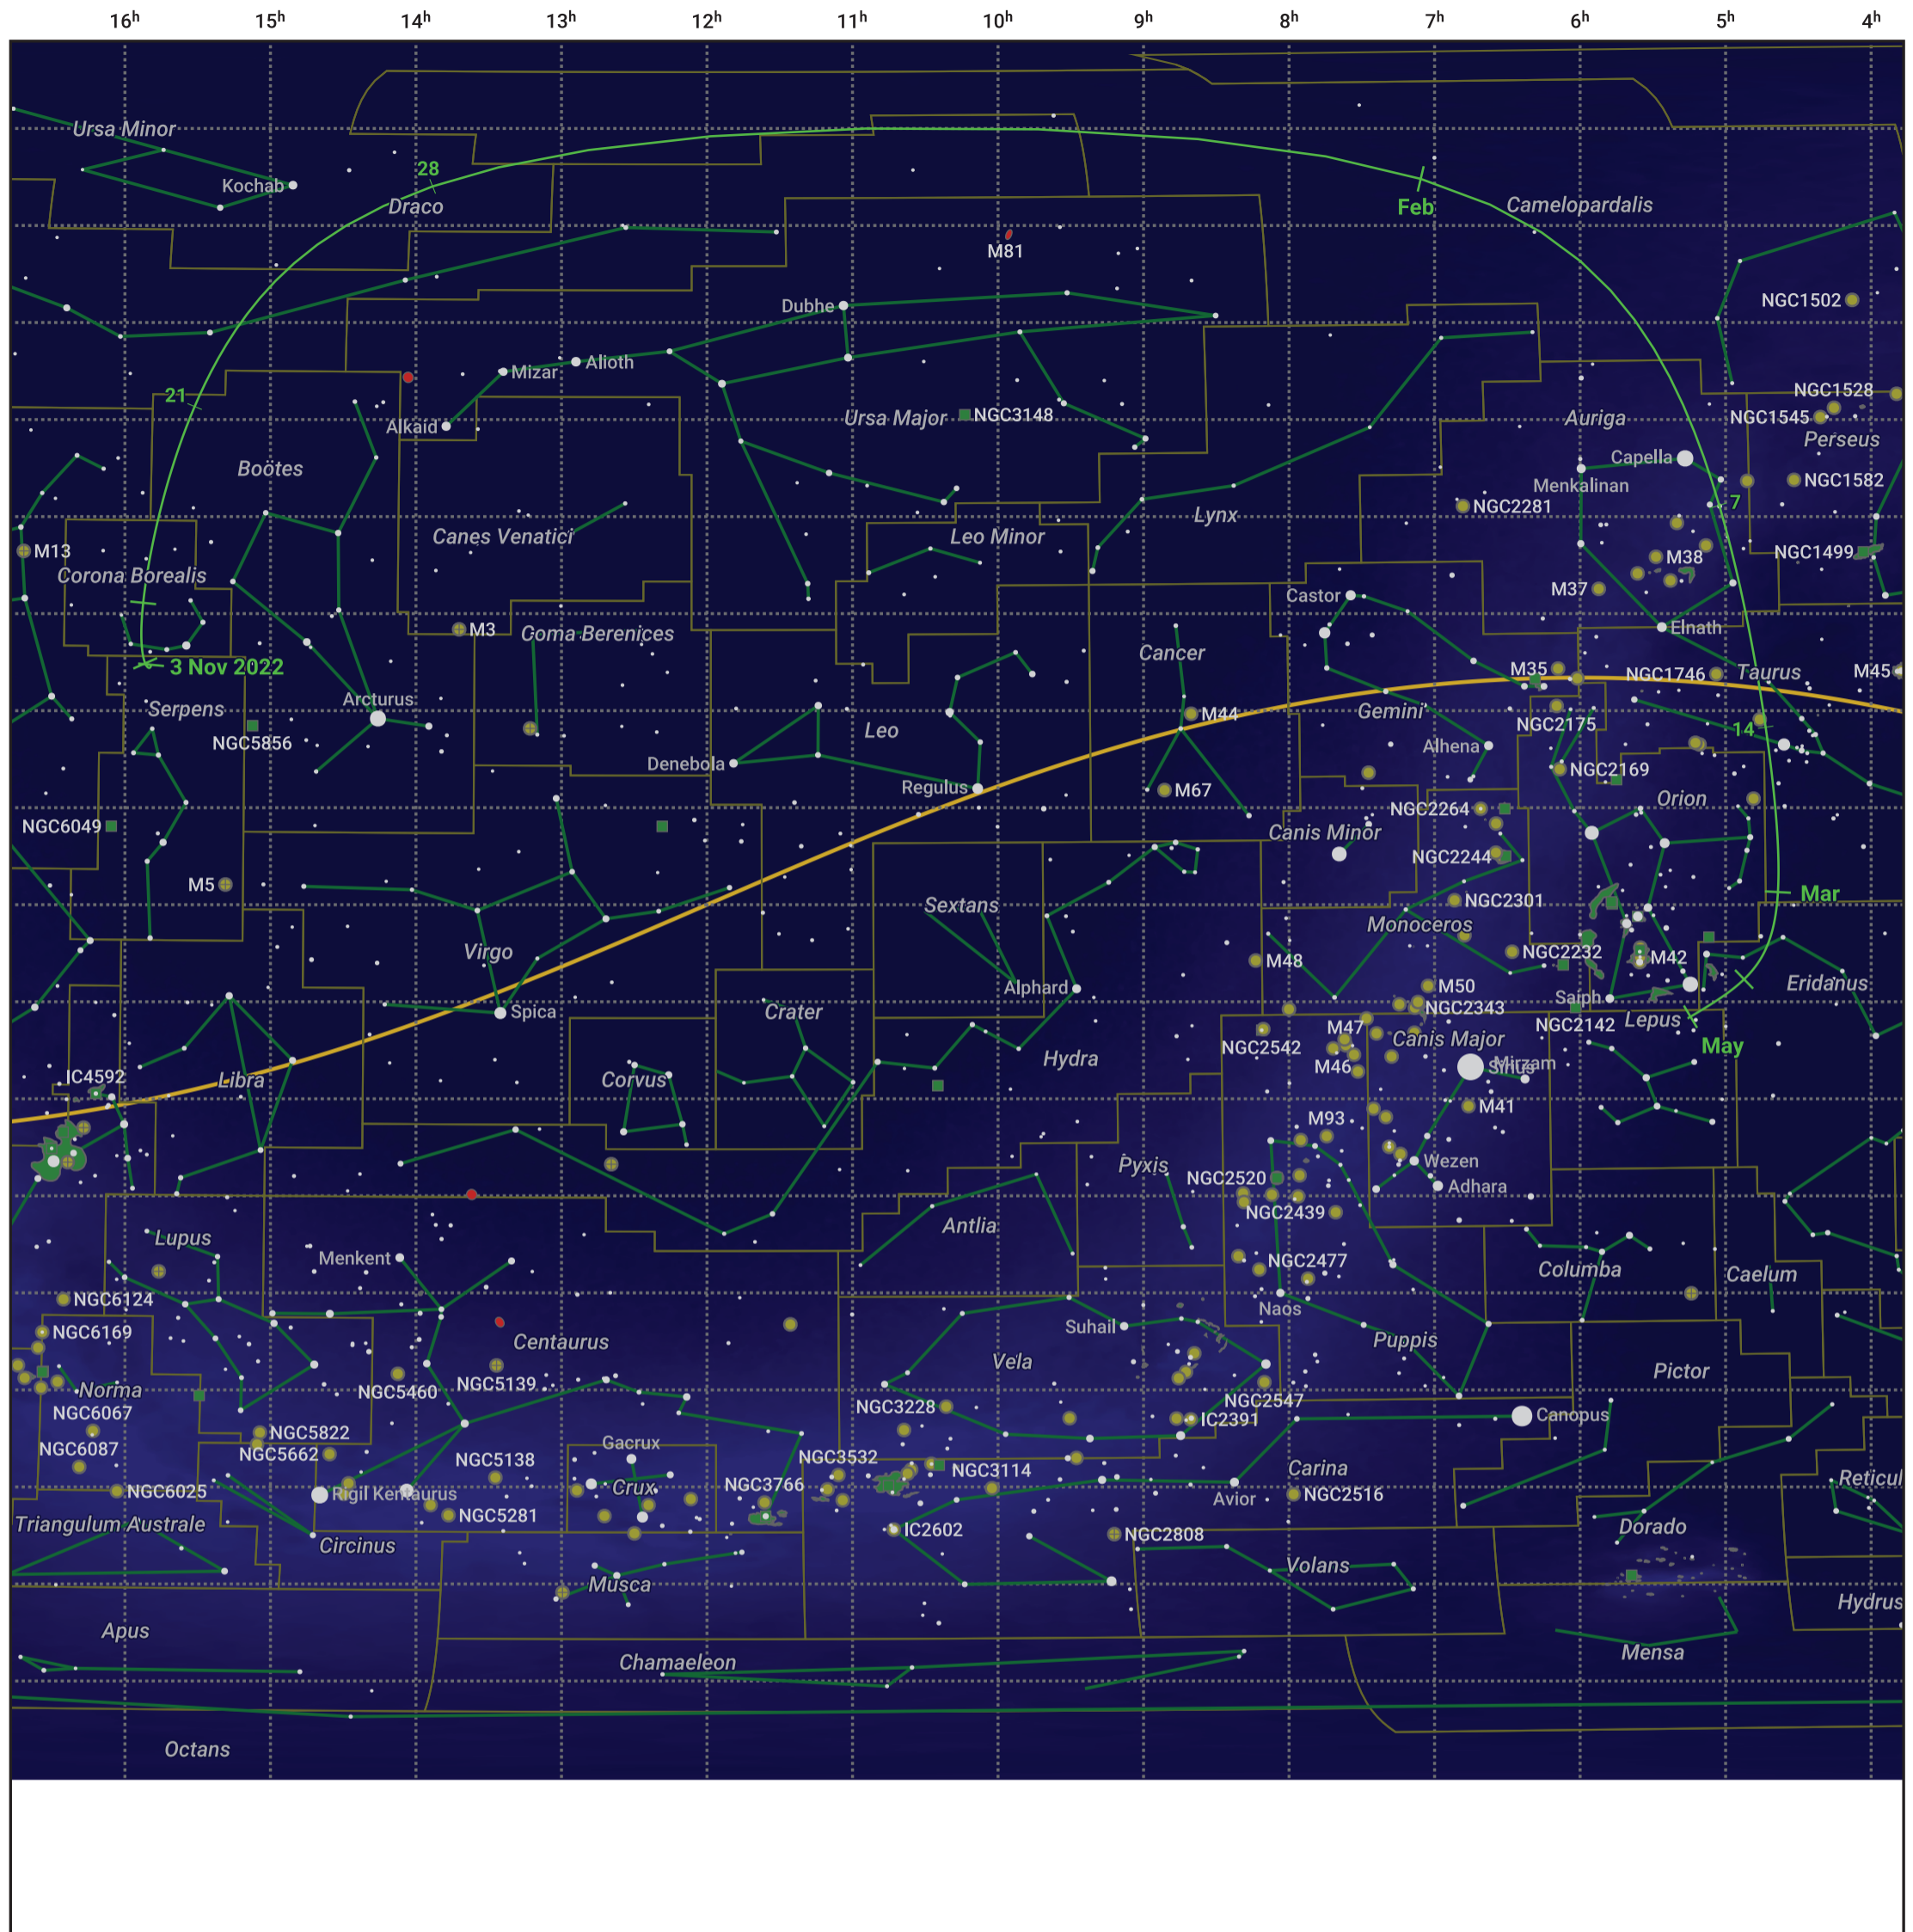 16h 15h 14h 13h 12h 11h 10h 9h 8h 7h 6h 5h 4h
Ursa Minor
28
Kochab
Draco
Feb
Camelopardalis
M81
Dubhe
NGC1502
Mizar
Alioth
21
NGC1528
Alkaid
Ursa Major
NGC3148
Auriga
NGC1545
Perseus
Boötes
Capella
Menkalinan
NGC1582
7
NGC2281
Lynx
Canes Venatici
Leo Minor
M13
M38
NGC1499
Corona Borealis
M37
Castor
M3
Coma Berenices
Elnath
3 Nov 2022
Cancer
M35
NGC1746
Taurus
M45
Arcturus
Serpens
M44
Gemini
NGC2175
Leo
14
NGC5856
Alhena
Denebola
NGC2169
Regulus
M67
Orion
NGC2264
NGC6049
Canis Minor
NGC2244
M5
Mar
NGC2301
Sextans
Monoceros
Virgo
NGC2232
M42
M48
Eridanus
Alphard
M50
Saiph
Spica
Crater
NGC2343
Lepus
M47
NGC2142
NGC2542
Canis Major
May
Hydra
M46
Mirzam
Sirius
IC4592
Libra
Corvus
M41
M93
Pyxis
Wezen
NGC2520
Adhara
NGC2439
Antlia
Lupus
Menkent
NGC2477
Columba
Caelum
NGC6124
Naos
Suhail
NGC6169
Centaurus
Puppis
Vela
Pictor
NGC5139
Norma
NGC5460
NGC2547
NGC6067
NGC3228
IC2391
Canopus
NGC5822
Gacrux
NGC6087
NGC5662
NGC5138
NGC3532
NGC3114
Carina
Reticul
NGC3766
Crux
NGC6025
Rigil Kentaurus
Avior
NGC2516
NGC5281
Triangulum Australe
IC2602
NGC2808
Dorado
Circinus
Volans
Musca
Hydrus
Apus
Mensa
Chamaeleon
Octans